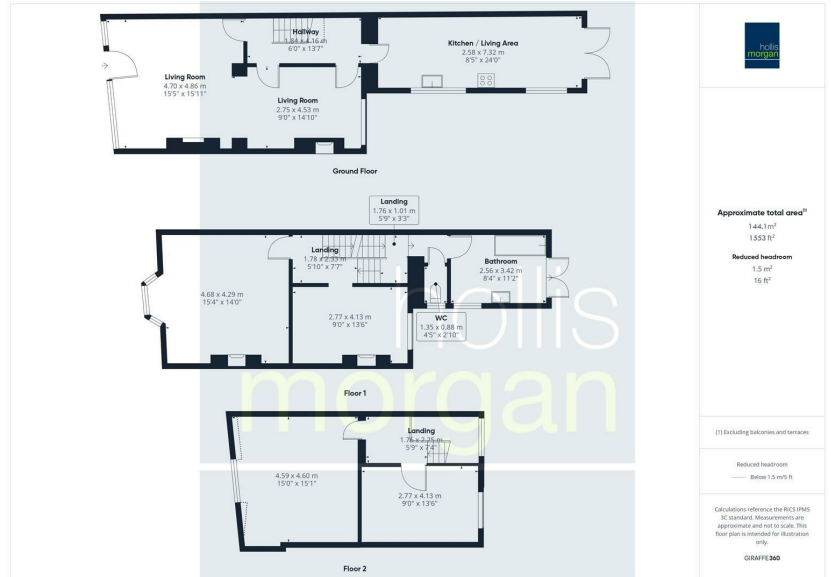 Hallway
1.84 x 4.16 m
6'0" x 13'7"
Kitchen / Living Area
2.58 x 7.32 m
8'5" x 24'0"
Living Room
4.70 x 4.86 m
15'5" x 15'11"
Living Room
2.75 x 4.53 m
9'0" x 14'10"
Ground Floor
Landing
1.76 x 1.01 m
5'9" x 3'3"
Landing
1.78 x 2.33 m
5'10" x 7'7"
Bathroom
2.56 x 3.42 m
8'4" x 11'2"
4.68 x 4.29 m
15'4" x 14'0"
2.77 x 4.13 m
9'0" x 13'6"
WC
1.35 x 0.88 m
4'5" x 2'10"
Floor 1
Landing
1.76 x 2.25 m
5'9" x 7'4"
4.59 x 4.60 m
15'0" x 15'1"
2.77 x 4.13 m
9'0" x 13'6"
Floor 2
hollis
morgan
hollis
morgan
Approximate total area⁽¹⁾
144.1 m²
1553 ft²
Reduced headroom
1.5 m²
16 ft²
(1) Excluding balconies and terraces
Reduced headroom
Below 1.5 m/5 ft
Calculations reference the RICS IPMS
3C standard. Measurements are
approximate and not to scale. This
floor plan is intended for illustration
only.
GIRAFFE360